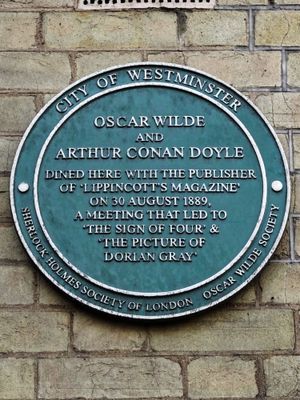 CITY OF WESTMINSTER
OSCAR WILDE
AND
ARTHUR CONAN DOYLE
DINED HERE WITH THE PUBLISHER
OF 'LIPPINCOTT'S MAGAZINE'
ON 30 AUGUST 1889,
A MEETING THAT LED TO
'THE SIGN OF FOUR' &
'THE PICTURE OF
DORIAN GRAY'
SHERLOCK HOLMES SOCIETY OF LONDON OSCAR WILDE SOCIETY